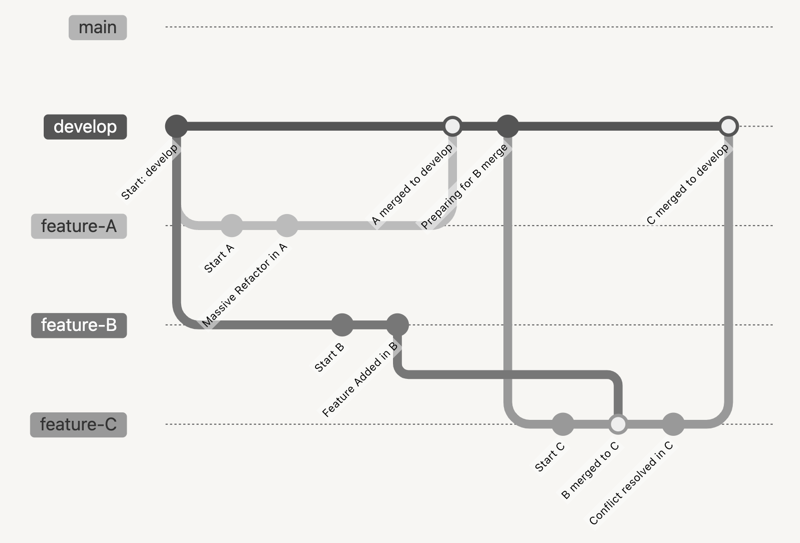 main
develop
Start: develop
A merged to develop
Preparing for B merge
C merged to develop
feature-A
Start A
Massive Refactor in A
feature-B
Start B
Feature Added in B
feature-C
Start C
B merged to C
Conflict resolved in C